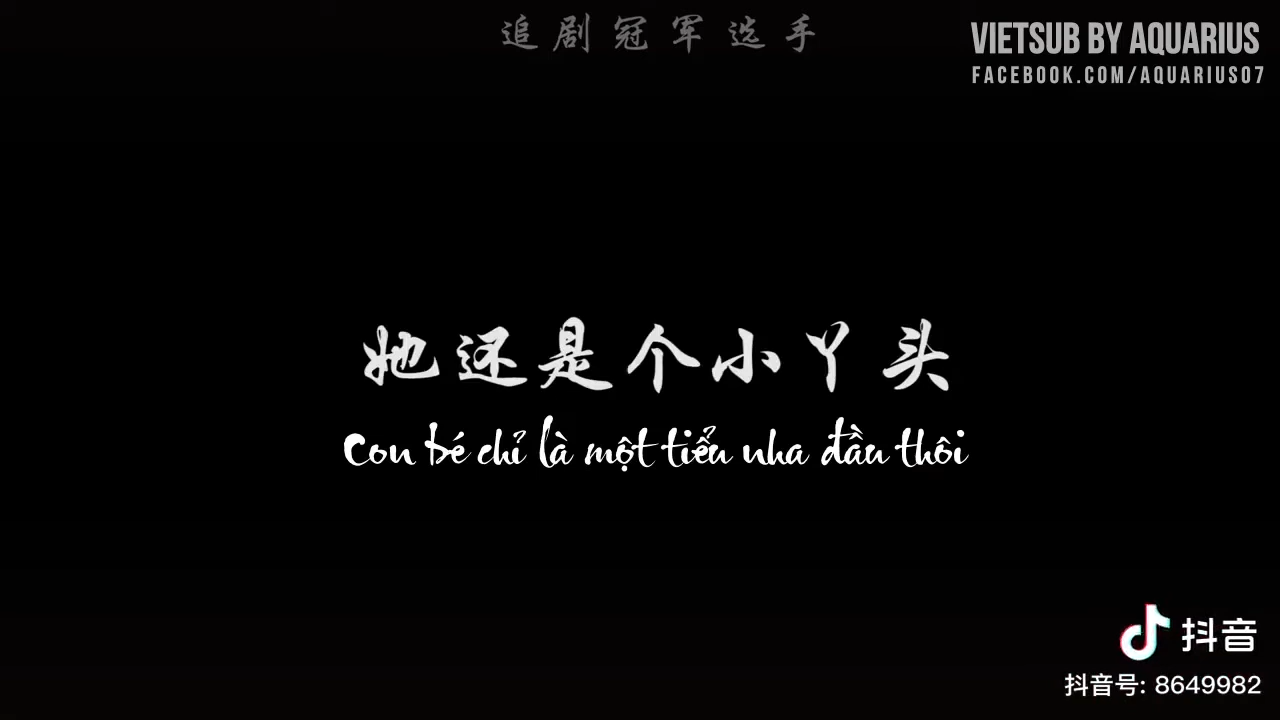 追剧冠军选手
VIETSUB BY AQUARIUS
FACEBOOK.COM/AQUARIUS07
她还是个小丫头
Con bé chỉ là một tiểu nha đầu thôi
抖音
抖音号: 8649982